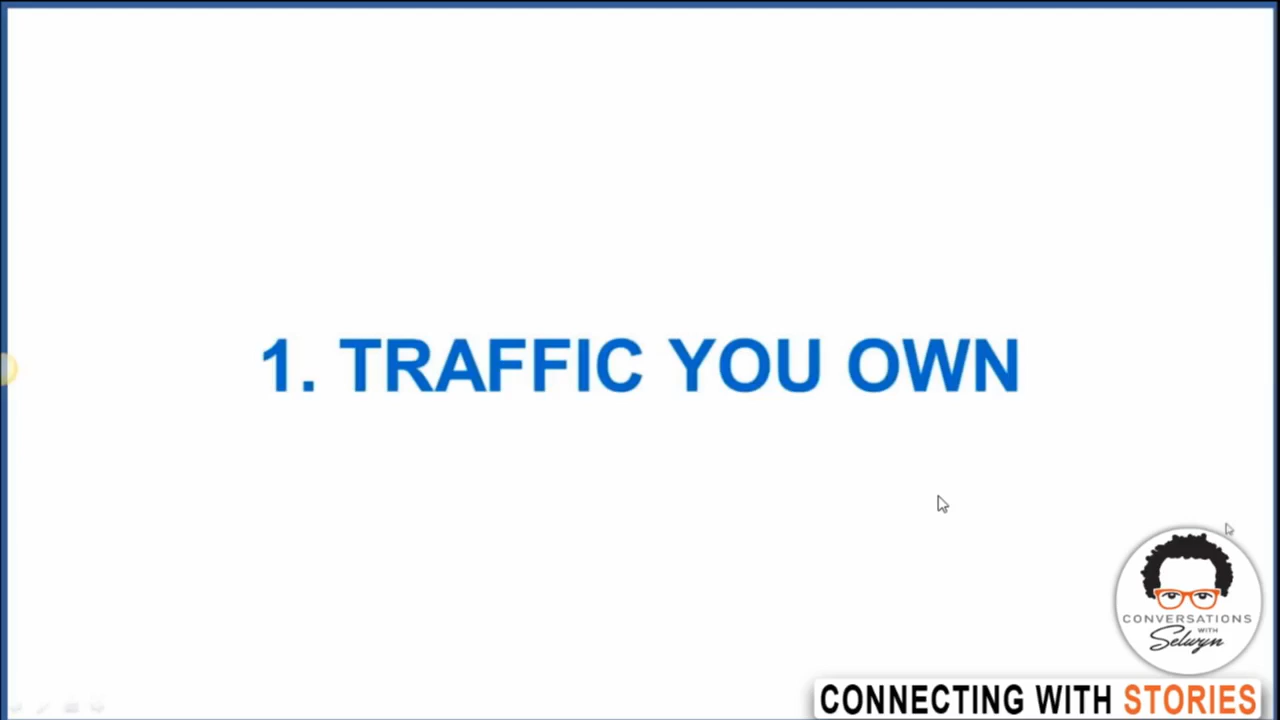 1. TRAFFIC YOU OWN
CONVERSATIONS
WITH
Selwyn
CONNECTING WITH STORIES